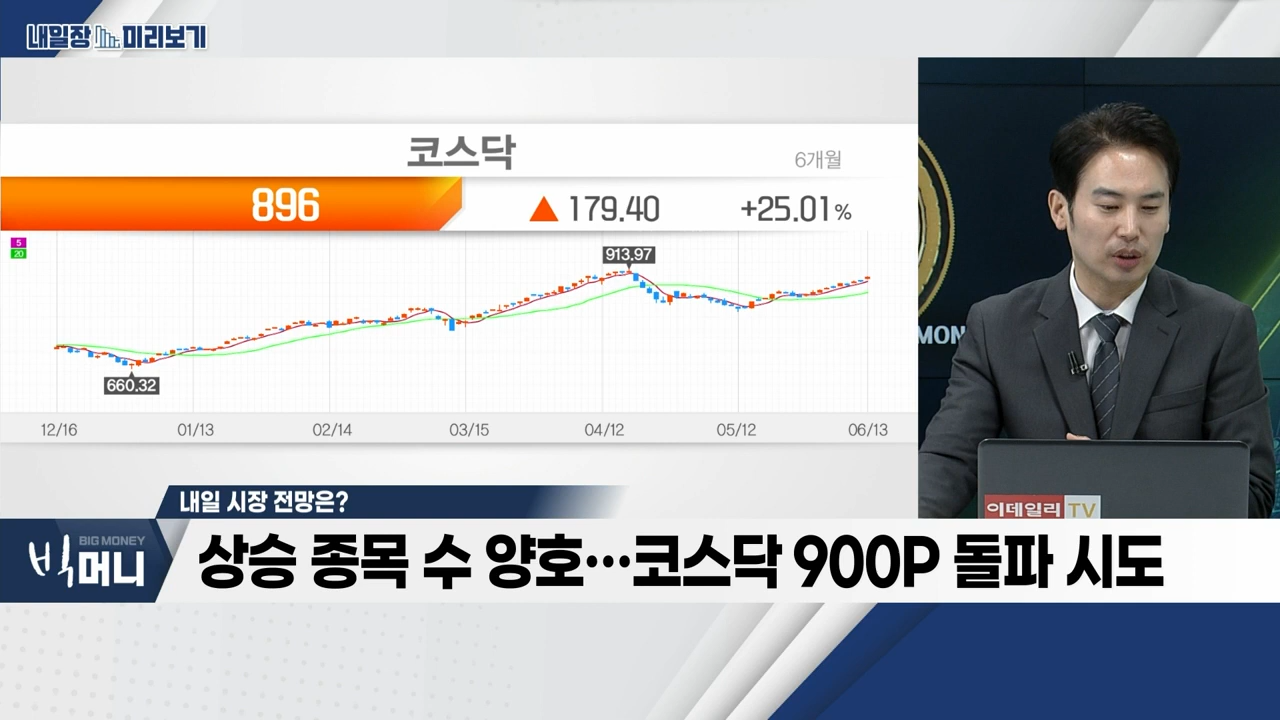 내일장 미리보기
코스닥
6개월
896 ▲ 179.40 +25.01%
5
20
913.97
660.32
12/16 01/13 02/14 03/15 04/12 05/12 06/13
MON
이데일리 TV
내일 시장 전망은?
BIG MONEY
빅머니
상승 종목 수 양호…코스닥 900P 돌파 시도